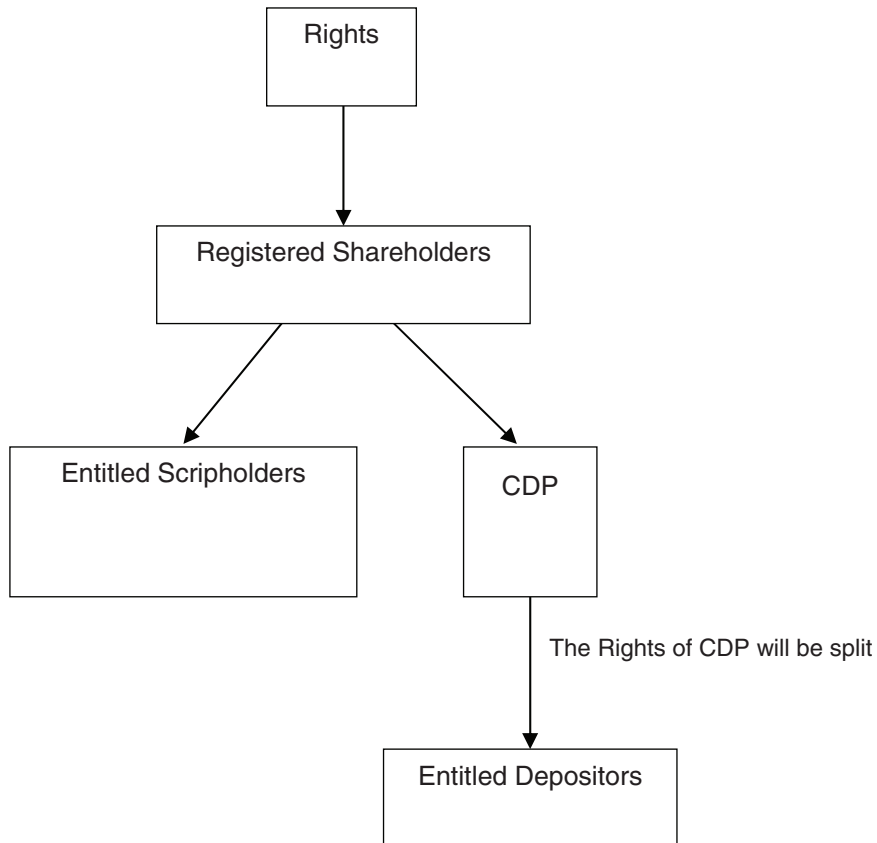 Rights
Registered Shareholders
Entitled Scripholders
CDP
The Rights of CDP will be split
Entitled Depositors